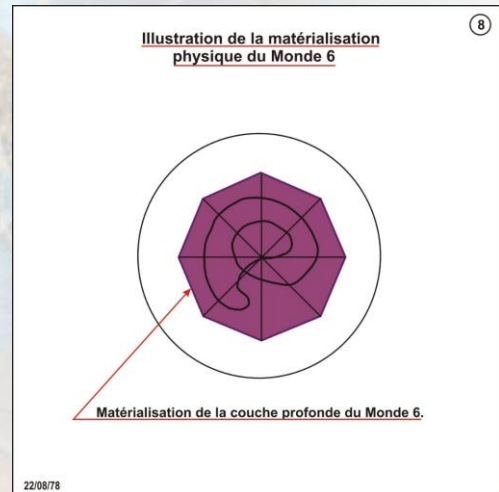 8
Illustration de la matérialisation
physique du Monde 6
Matérialisation de la couche profonde du Monde 6.
22/08/78